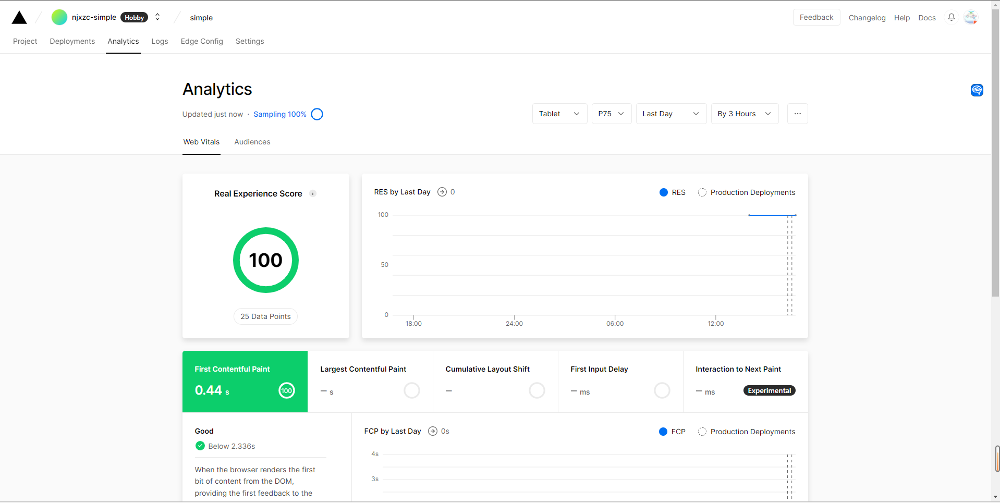 njxzc-simple Hobby simple Feedback Changelog Help Docs
Project Deployments Analytics Logs Edge Config Settings
Analytics
Updated just now · Sampling 100% Tablet P75 Last Day By 3 Hours ...
Web Vitals Audiences
Real Experience Score
100
25 Data Points
RES by Last Day 0 RES Production Deployments
100
50
0
18:00 24:00 06:00 12:00
First Contentful Paint
0.44 s 100
Largest Contentful Paint
– s
Cumulative Layout Shift
–
First Input Delay
– ms
Interaction to Next Paint
– ms Experimental
Good
Below 2.336s
When the browser renders the first
bit of content from the DOM,
providing the first feedback to the
FCP by Last Day 0s FCP Production Deployments
4s
3s